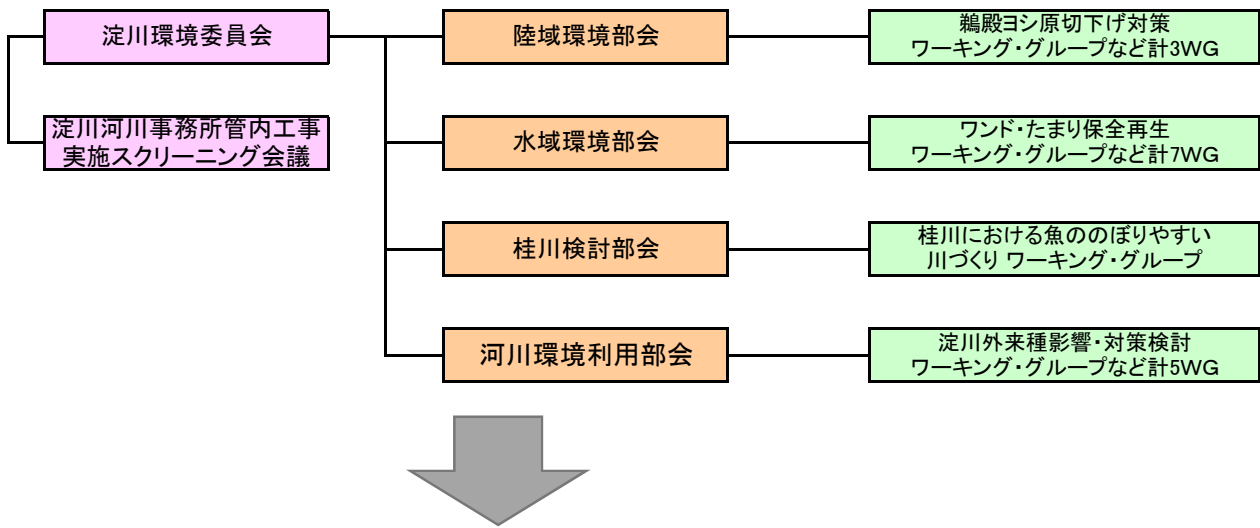 淀川環境委員会
陸域環境部会
鵜殿ヨシ原切下げ対策
ワーキング・グループなど計3WG
淀川河川事務所管内工事
実施スクリーニング会議
水域環境部会
ワンド・たまり保全再生
ワーキング・グループなど計7WG
桂川検討部会
桂川における魚ののぼりやすい
川づくり ワーキング・グループ
河川環境利用部会
淀川外来種影響・対策検討
ワーキング・グループなど計5WG